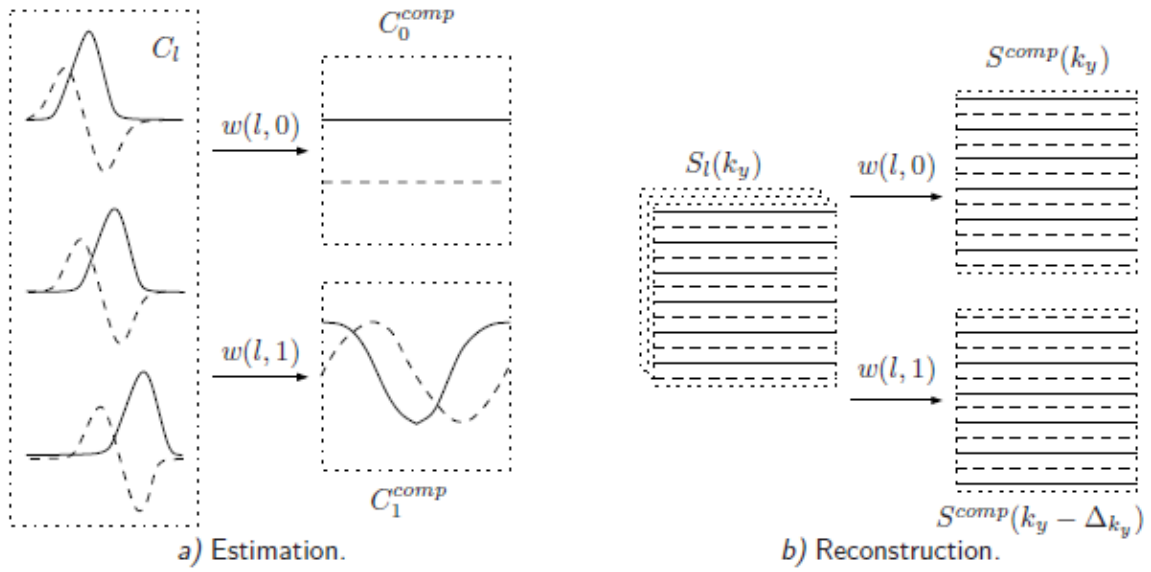 C_l
C_0^{comp}
w(l, 0)
w(l, 1)
C_1^{comp}
a) Estimation.
S_l(k_y)
S^{comp}(k_y)
w(l, 0)
w(l, 1)
S^{comp}(k_y − Δ_{k_y})
b) Reconstruction.